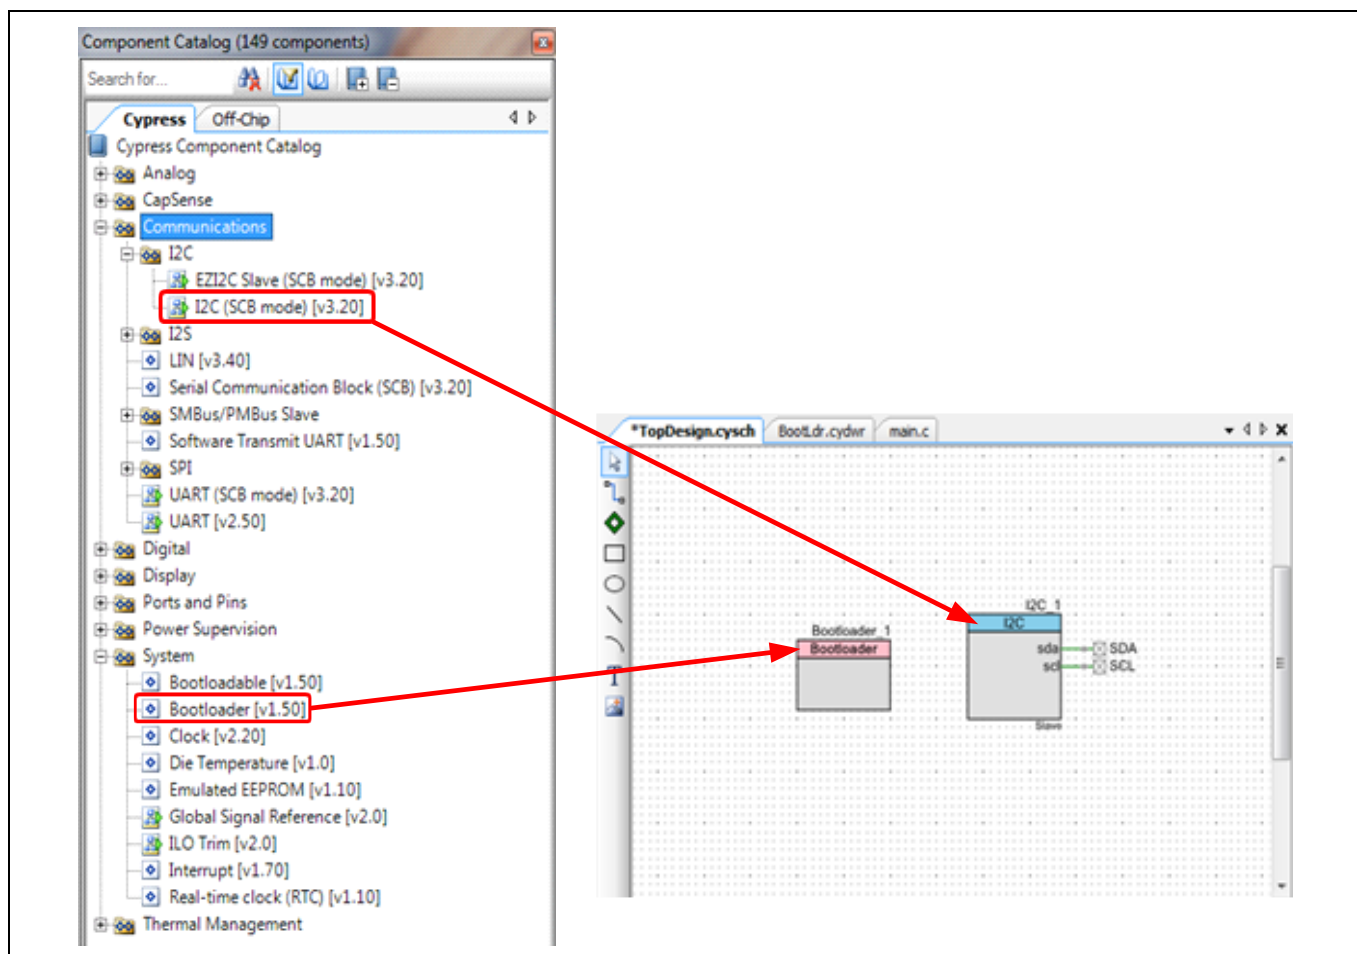 Component Catalog (149 components)
Search for...
Cypress Off-Chip
Cypress Component Catalog
Analog
CapSense
Communications
I2C
EZI2C Slave (SCB mode) [v3.20]
I2C (SCB mode) [v3.20]
I2S
LIN [v3.40]
Serial Communication Block (SCB) [v3.20]
SMBus/PMBus Slave
Software Transmit UART [v1.50]
SPI
UART (SCB mode) [v3.20]
UART [v2.50]
Digital
Display
Ports and Pins
Power Supervision
System
Bootloadable [v1.50]
Bootloader [v1.50]
Clock [v2.20]
Die Temperature [v1.0]
Emulated EEPROM [v1.10]
Global Signal Reference [v2.0]
ILO Trim [v2.0]
Interrupt [v1.70]
Real-time clock (RTC) [v1.10]
Thermal Management
*TopDesign.cysch BootLdr.cydwr main.c
Bootloader_1
Bootloader
I2C_1
I2C
sda SDA
scl SCL
Slave